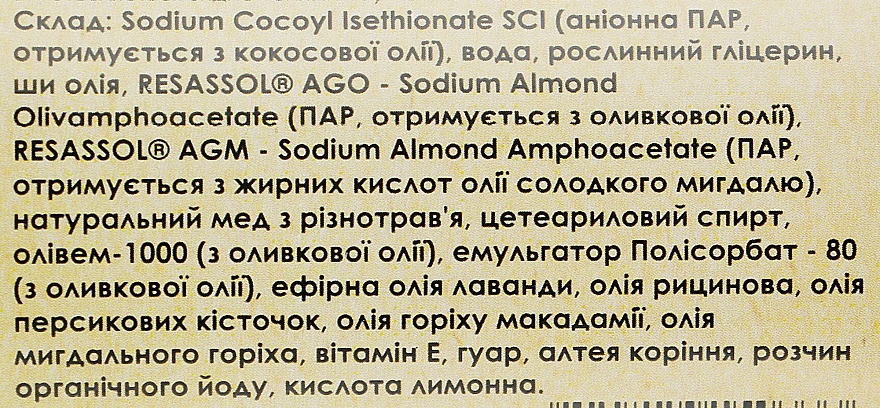 Склад: Sodium Cocoyl Isethionate SCI (аніонна ПАР,
отримується з кокосової олії), вода, рослинний гліцерин,
ши олія, RESASSOL® AGO - Sodium Almond
Olivamphoacetate (ПАР, отримується з оливкової олії),
RESASSOL® AGM - Sodium Almond Amphoacetate (ПАР,
отримується з жирних кислот олії солодкого мигдалю),
натуральний мед з різнотрав'я, цетеариловий спирт,
олівем-1000 (з оливкової олії), емульгатор Полісорбат - 80
(з оливкової олії), ефірна олія лаванди, олія рицинова, олія
персикових кісточок, олія горіху макадамії, олія
мигдального горіха, вітамін Е, гуар, алтея коріння, розчин
органічного йоду, кислота лимонна.